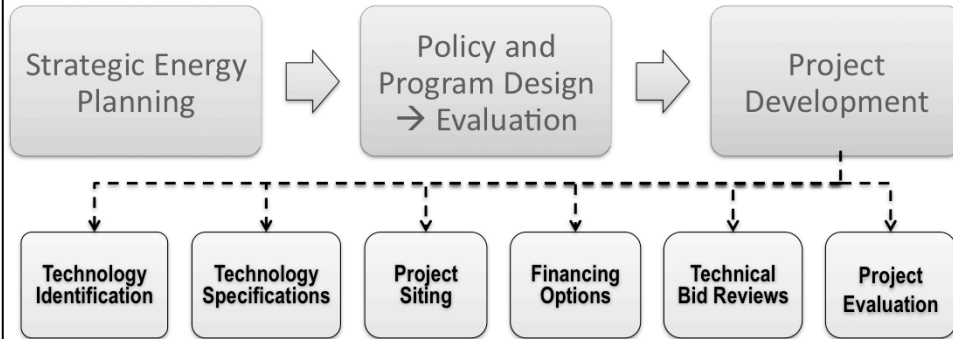 Strategic Energy
Planning
Policy and
Program Design
→ Evaluation
Project
Development
Technology
Identification
Technology
Specifications
Project
Siting
Financing
Options
Technical
Bid Reviews
Project
Evaluation